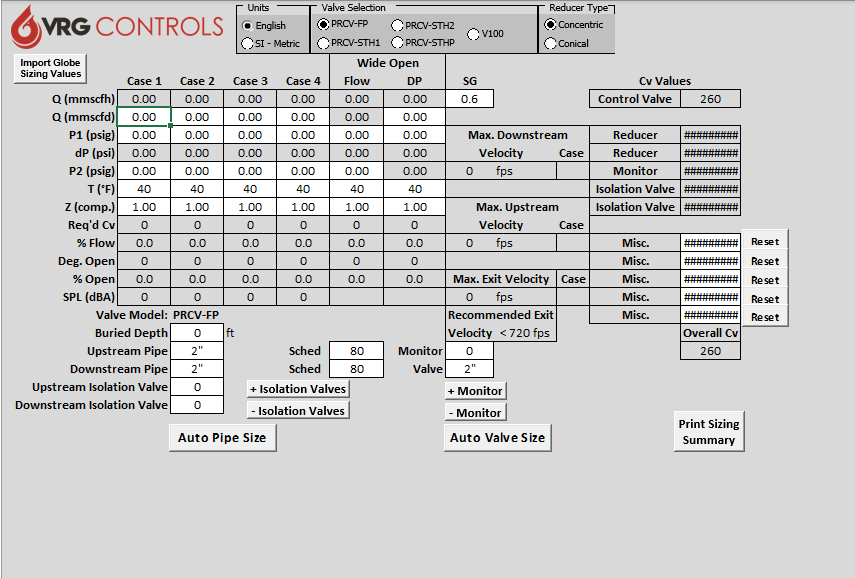 VRG CONTROLS
Units
English
SI - Metric
Valve Selection
PRCV-FP PRCV-STH2 V100
PRCV-STH1 PRCV-STHP
Reducer Type
Concentric
Conical
Import Globe
Sizing Values
Wide Open
Case 1 Case 2 Case 3 Case 4 Flow DP SG Cv Values
Q (mmscfh) 0.00 0.00 0.00 0.00 0.00 0.00 0.6 Control Valve 260
Q (mmscfd) 0.00 0.00 0.00 0.00 0.00 0.00
P1 (psig) 0.00 0.00 0.00 0.00 0.00 0.00 Max. Downstream Reducer #########
dP (psi) 0.00 0.00 0.00 0.00 0.00 0.00 Velocity Case Reducer #########
P2 (psig) 0.00 0.00 0.00 0.00 0.00 0.00 0 fps Monitor #########
T (°F) 40 40 40 40 40 40 Isolation Valve #########
Z (comp.) 1.00 1.00 1.00 1.00 1.00 1.00 Max. Upstream Isolation Valve #########
Req'd Cv 0 0 0 0 0 0 Velocity Case
% Flow 0.0 0.0 0.0 0.0 0.0 0.0 0 fps Misc. ######### Reset
Deg. Open 0 0 0 0 0 0 Misc. ######### Reset
% Open 0.0 0.0 0.0 0.0 0.0 0.0 Max. Exit Velocity Case Misc. ######### Reset
SPL (dBA) 0 0 0 0 0 fps Misc. ######### Reset
Valve Model: PRCV-FP Recommended Exit Misc. ######### Reset
Buried Depth 0 ft Velocity < 720 fps Overall Cv
Upstream Pipe 2" Sched 80 Monitor 0 260
Downstream Pipe 2" Sched 80 Valve 2"
Upstream Isolation Valve 0 + Isolation Valves + Monitor
Downstream Isolation Valve 0 - Isolation Valves - Monitor
Auto Pipe Size Auto Valve Size
Print Sizing
Summary